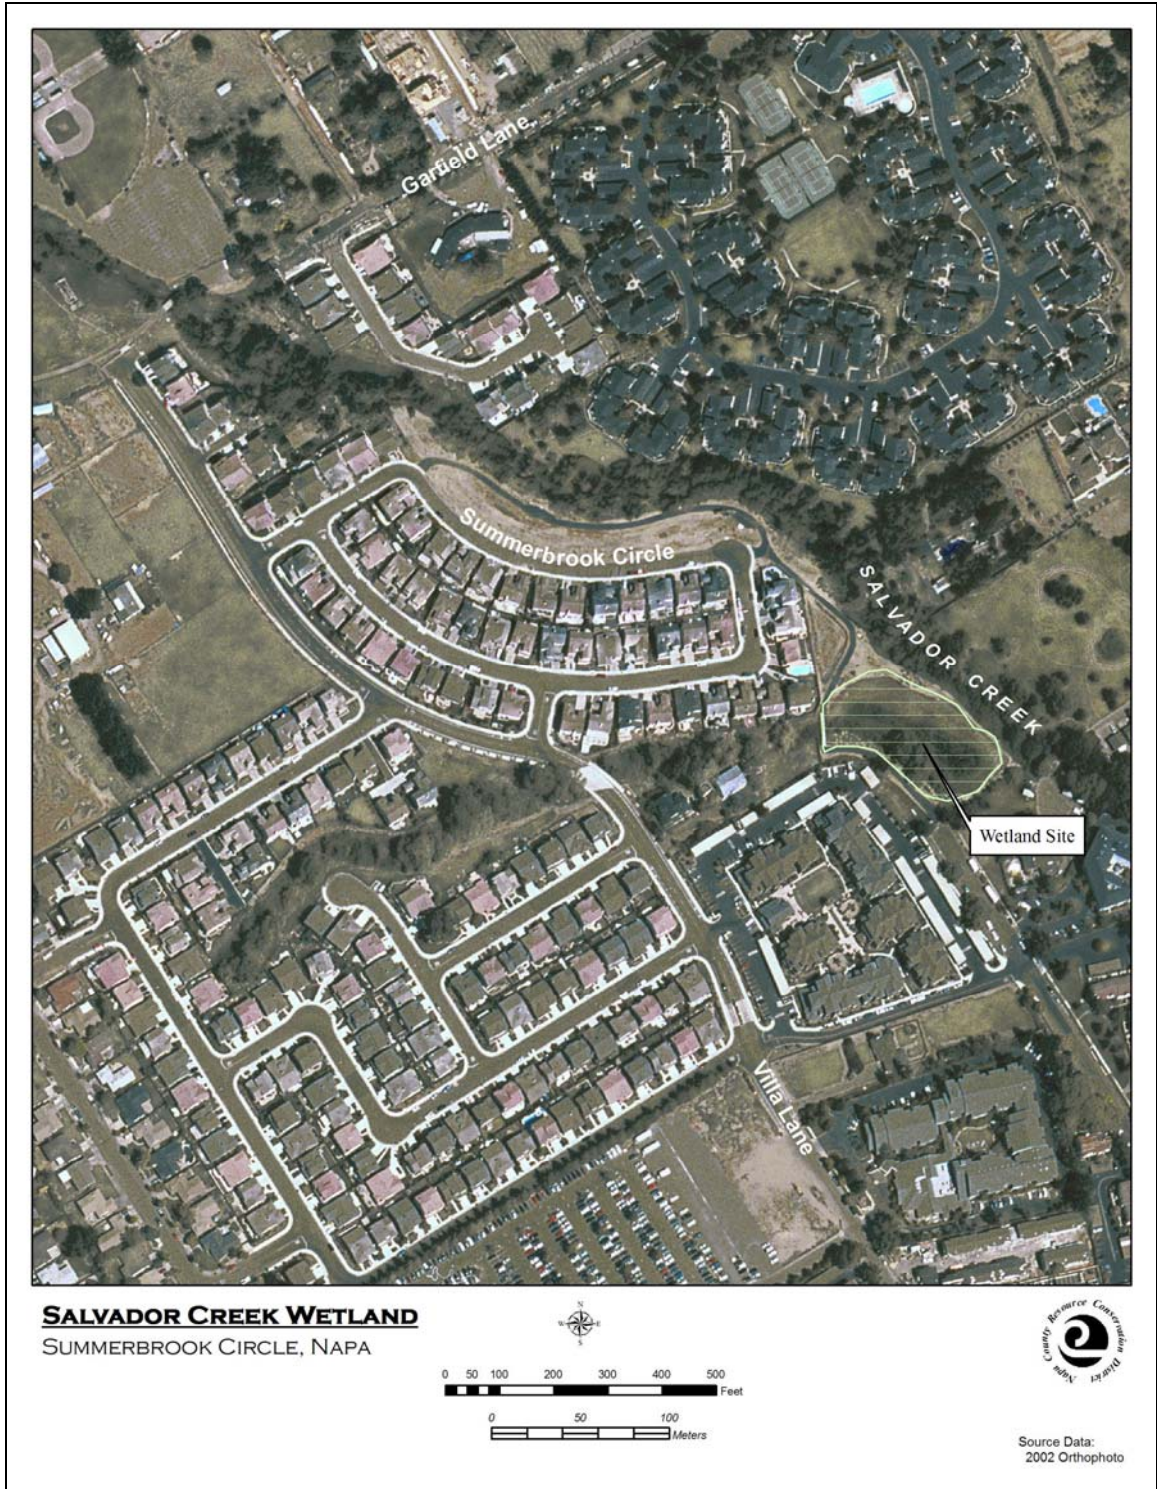 Garfield Lane
Summerbrook Circle
SALVADOR CREEK
Wetland Site
Villa Lane
SALVADOR CREEK WETLAND
SUMMERBROOK CIRCLE, NAPA
N
W E
S
0 50 100 200 300 400 500
Feet
0 50 100
Meters
Napa County Resource Conservation District
Source Data:
2002 Orthophoto